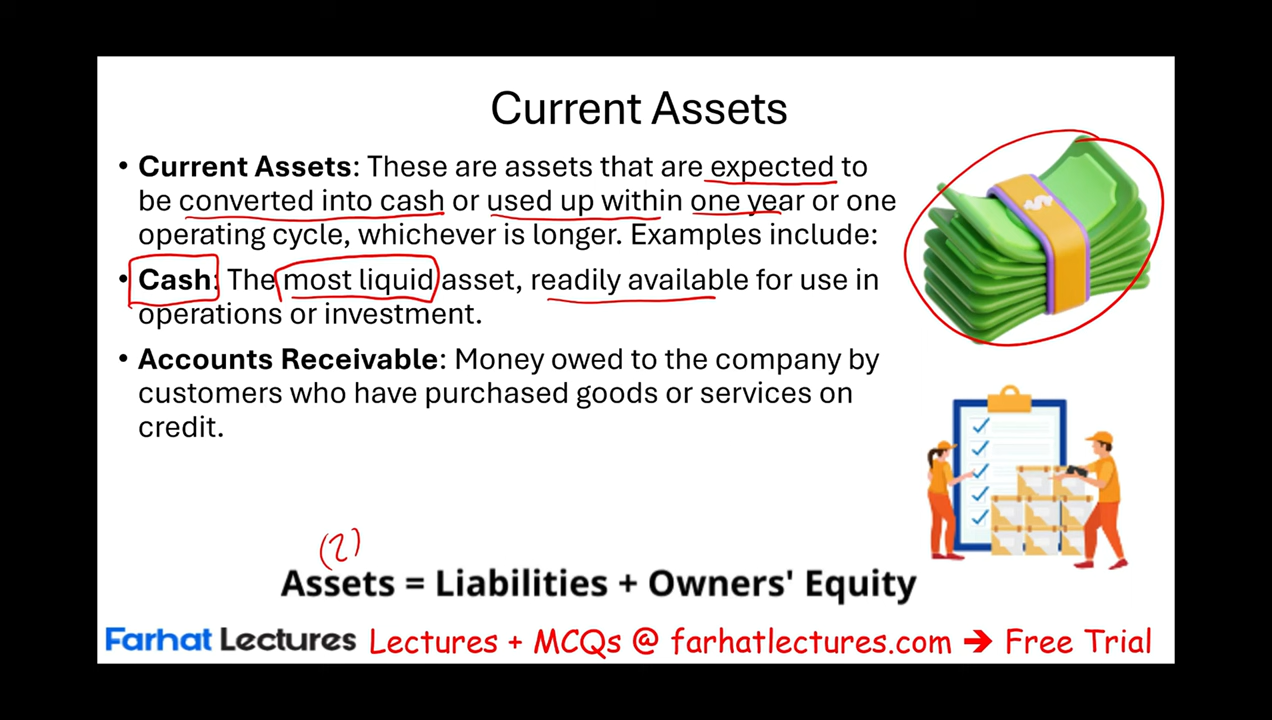 Current Assets
• Current Assets: These are assets that are expected to
be converted into cash or used up within one year or one
operating cycle, whichever is longer. Examples include:
• Cash: The most liquid asset, readily available for use in
operations or investment.
• Accounts Receivable: Money owed to the company by
customers who have purchased goods or services on
credit.
(2)
Assets = Liabilities + Owners' Equity
Farhat Lectures Lectures + MCQs @ farhatlectures.com → Free Trial